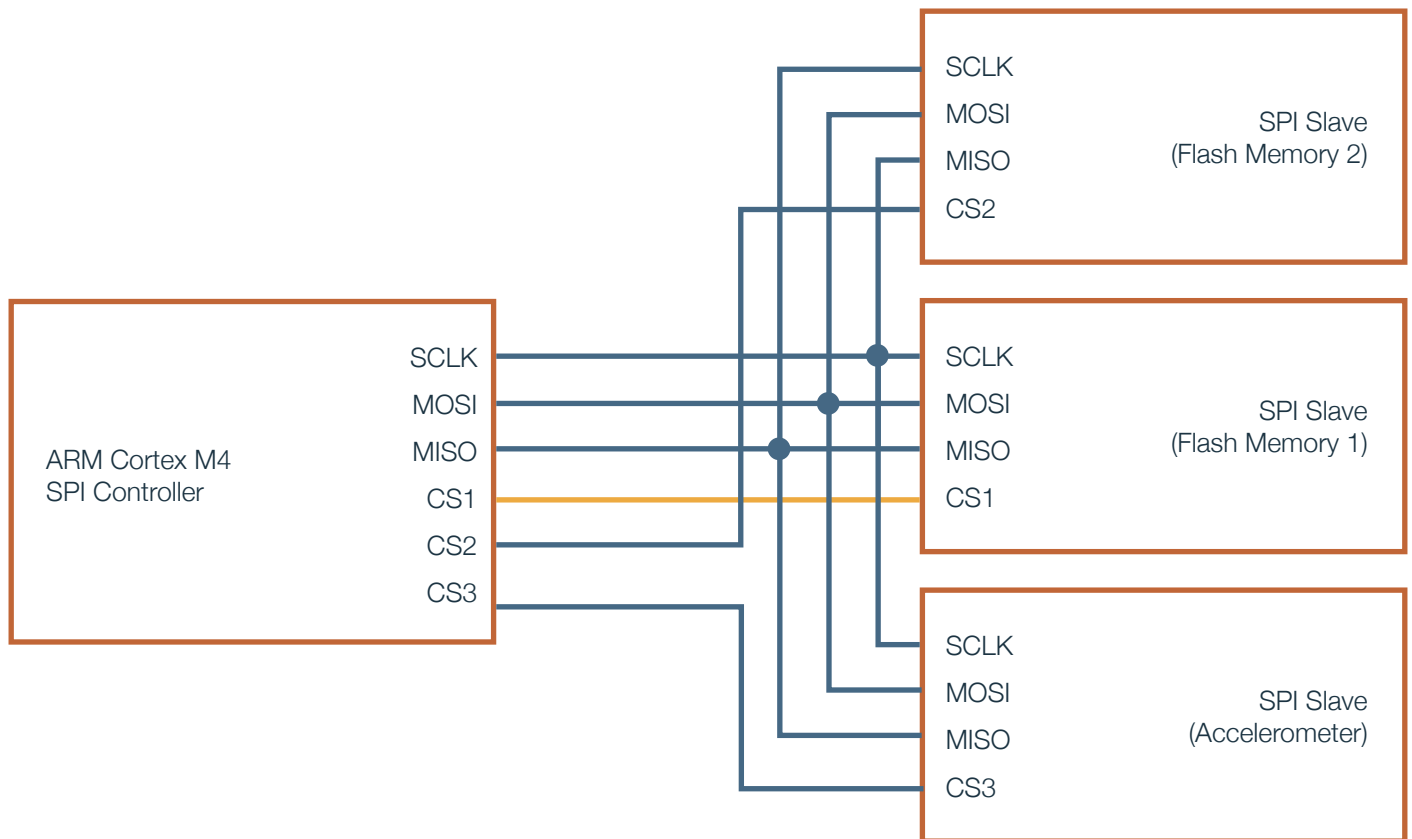 SCLK
MOSI
MISO
CS2
SPI Slave
(Flash Memory 2)
ARM Cortex M4
SPI Controller
SCLK
MOSI
MISO
CS1
CS2
CS3
SCLK
MOSI
MISO
CS1
SPI Slave
(Flash Memory 1)
SCLK
MOSI
MISO
CS3
SPI Slave
(Accelerometer)